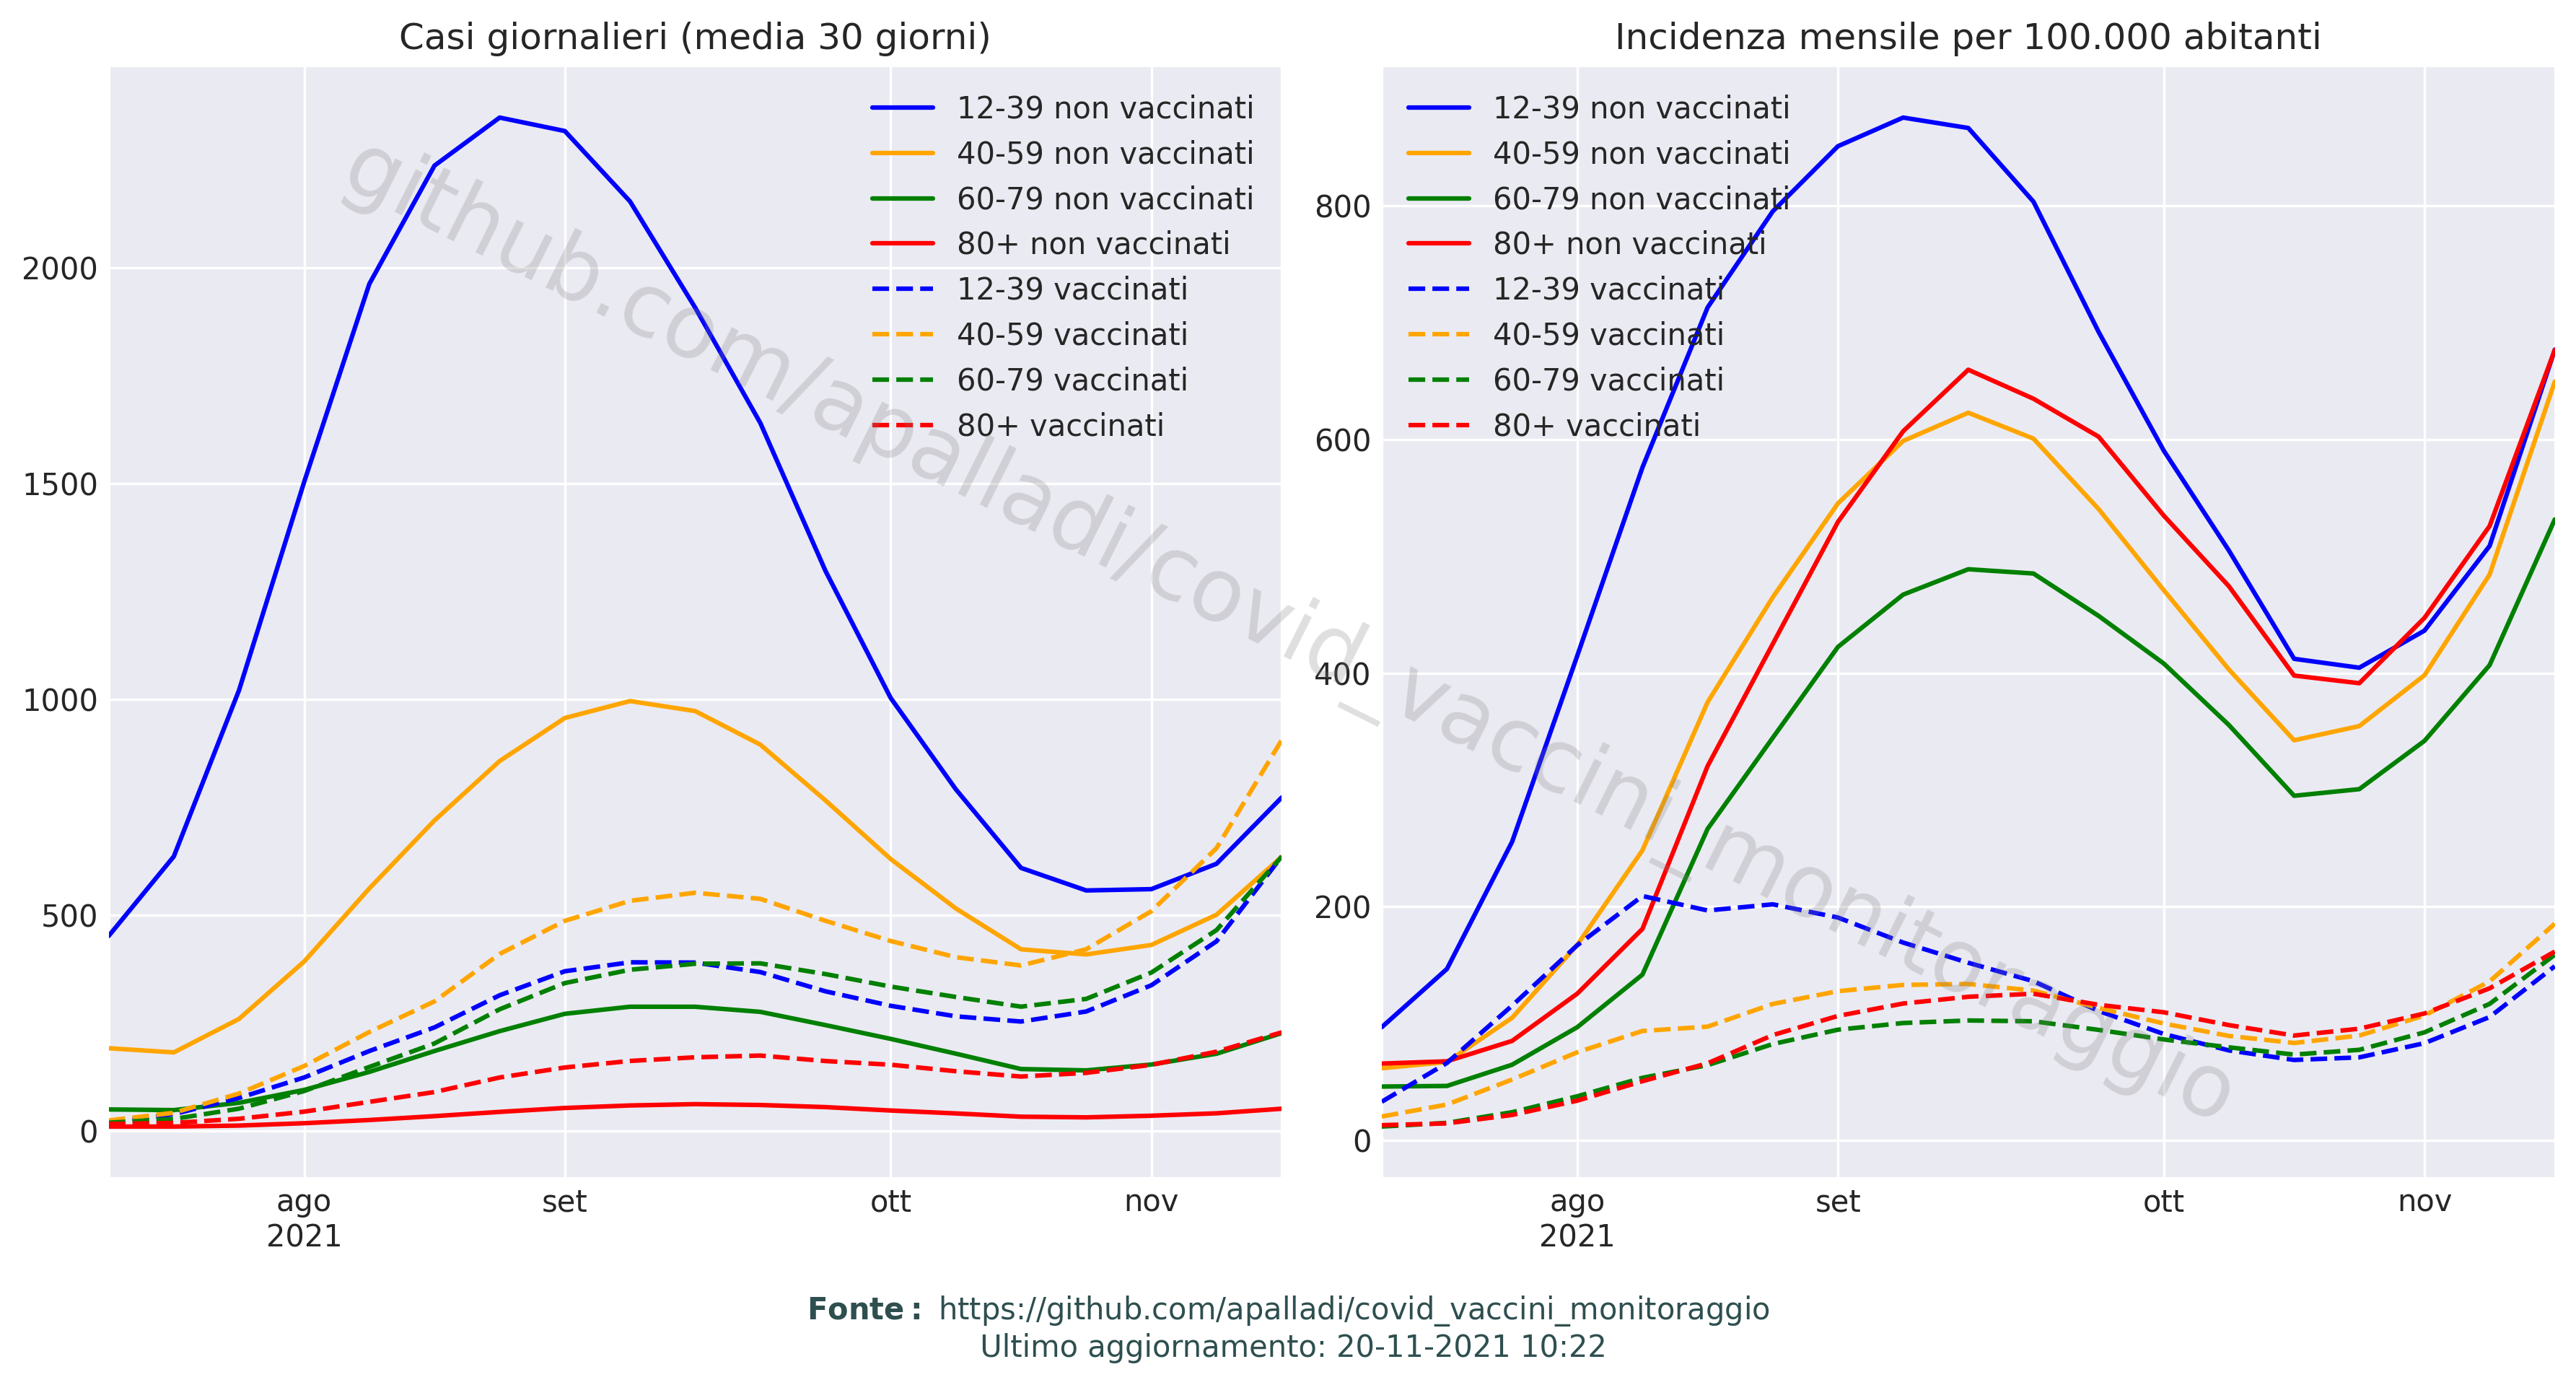 Casi giornalieri (media 30 giorni)
2000
1500
1000
500
0
12-39 non vaccinati
40-59 non vaccinati
60-79 non vaccinati
80+ non vaccinati
12-39 vaccinati
40-59 vaccinati
60-79 vaccinati
80+ vaccinati
ago
2021
set
ott
nov
Incidenza mensile per 100.000 abitanti
800
600
400
200
0
12-39 non vaccinati
40-59 non vaccinati
60-79 non vaccinati
80+ non vaccinati
12-39 vaccinati
40-59 vaccinati
60-79 vaccinati
80+ vaccinati
ago
2021
set
ott
nov
github.com/apalladi/covid_vaccini_monitoraggio
Fonte: https://github.com/apalladi/covid_vaccini_monitoraggio
Ultimo aggiornamento: 20-11-2021 10:22